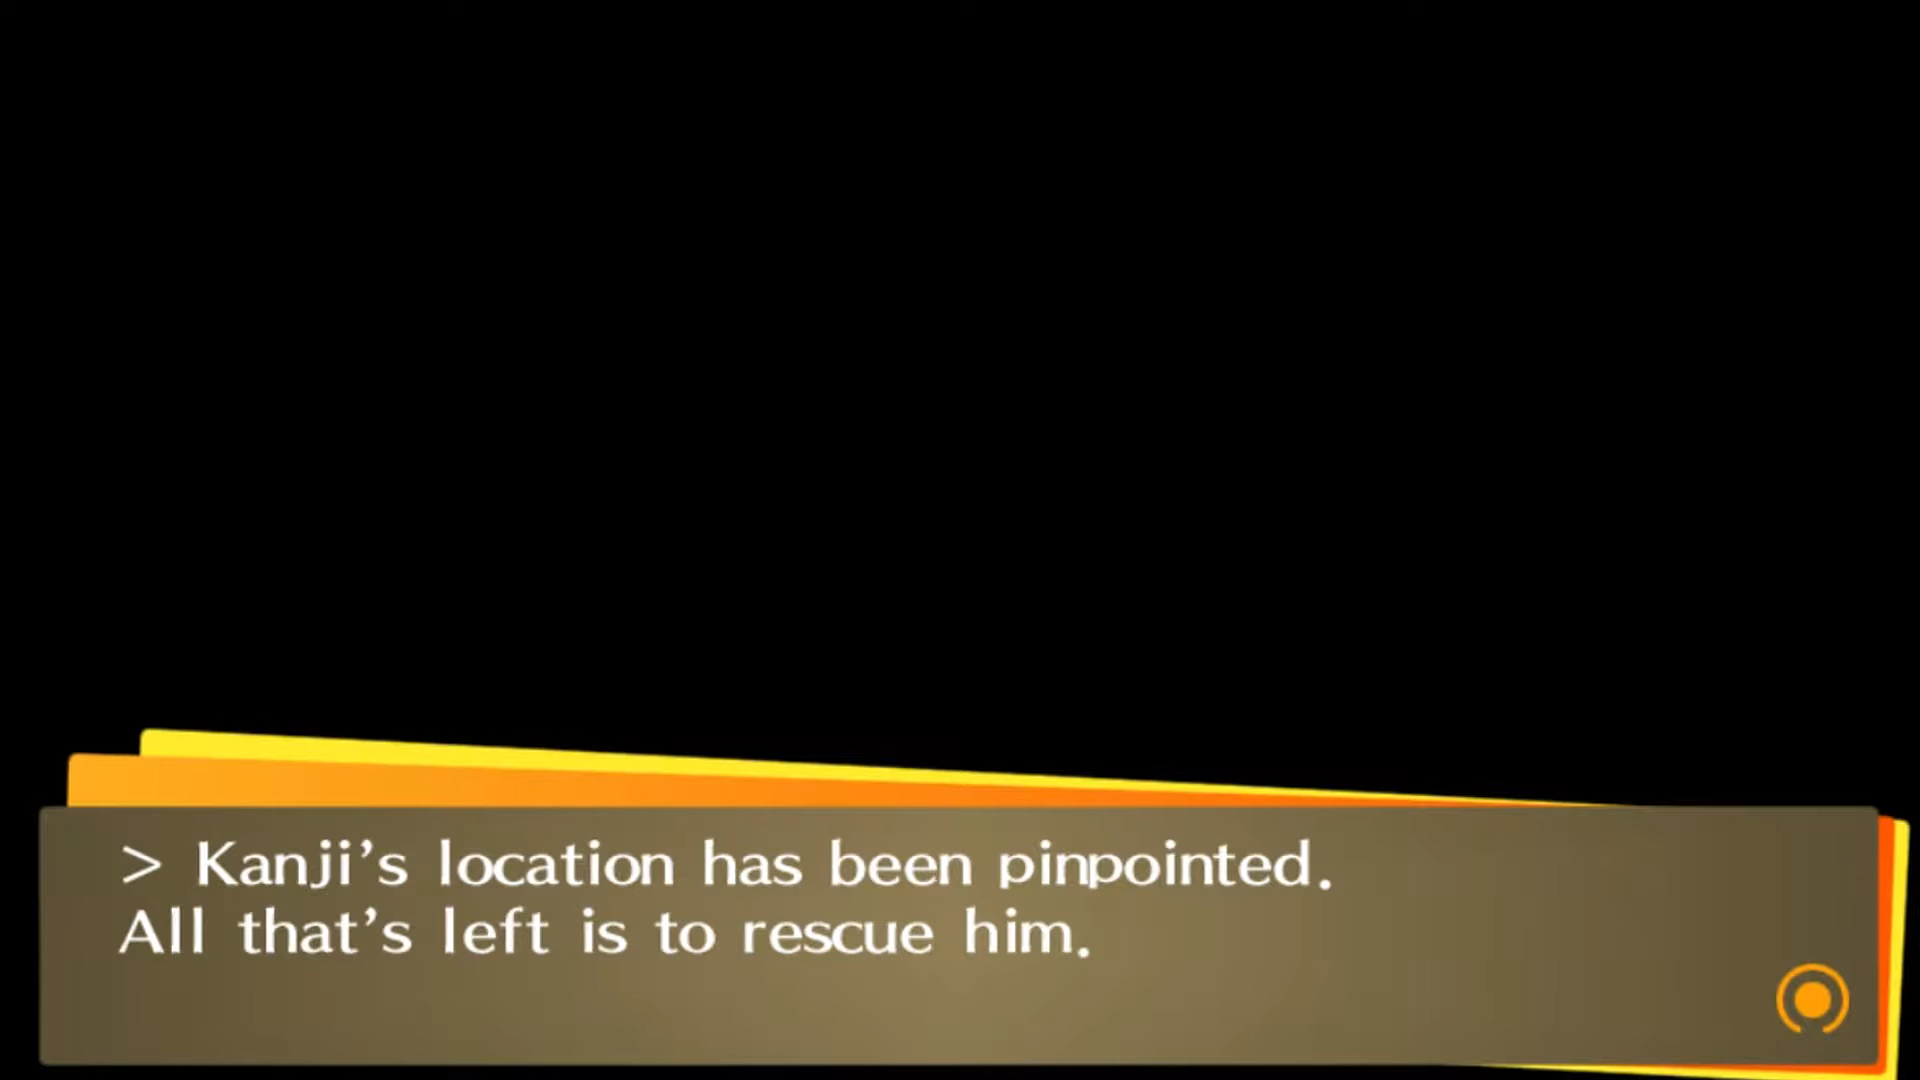 > Kanji’s location has been pinpointed.
All that’s left is to rescue him.